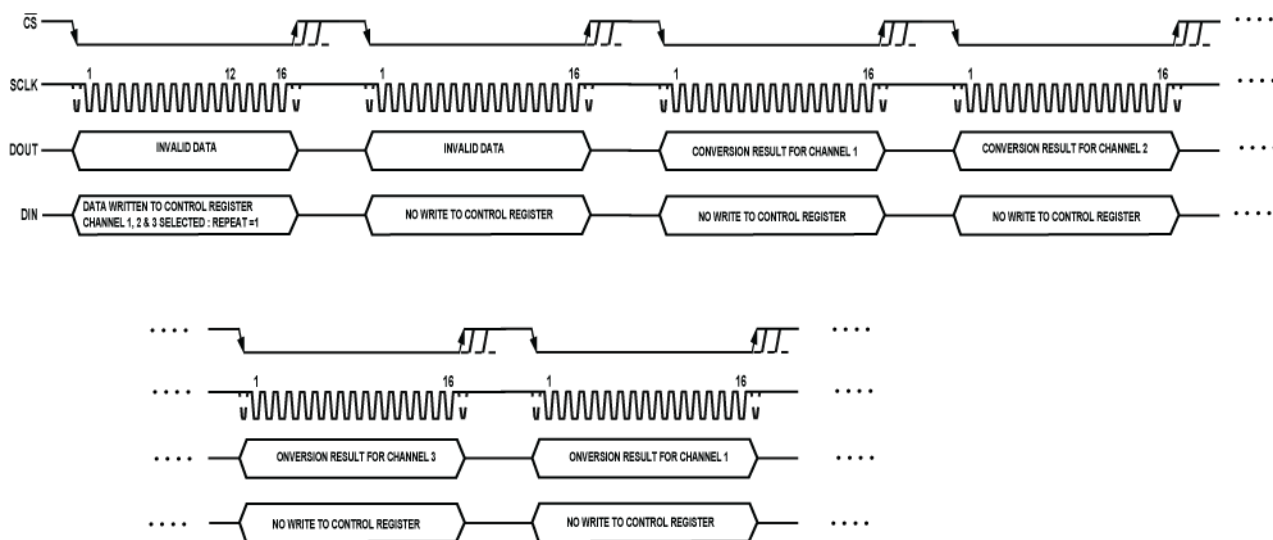 CS
1 12 16 1 16 1 16 1 16
SCLK
DOUT INVALID DATA INVALID DATA CONVERSION RESULT FOR CHANNEL 1 CONVERSION RESULT FOR CHANNEL 2
DIN
DATA WRITTEN TO CONTROL REGISTER
CHANNEL 1, 2 & 3 SELECTED : REPEAT =1
NO WRITE TO CONTROL REGISTER NO WRITE TO CONTROL REGISTER NO WRITE TO CONTROL REGISTER
1 16 1 16
ONVERSION RESULT FOR CHANNEL 3 ONVERSION RESULT FOR CHANNEL 1
NO WRITE TO CONTROL REGISTER NO WRITE TO CONTROL REGISTER